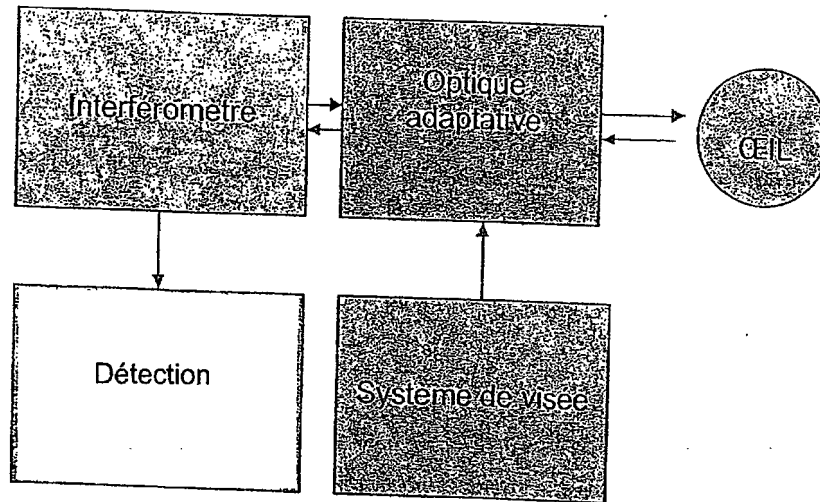 Interféromètre
Optique
adaptative
ŒIL
Détection
Système de visée